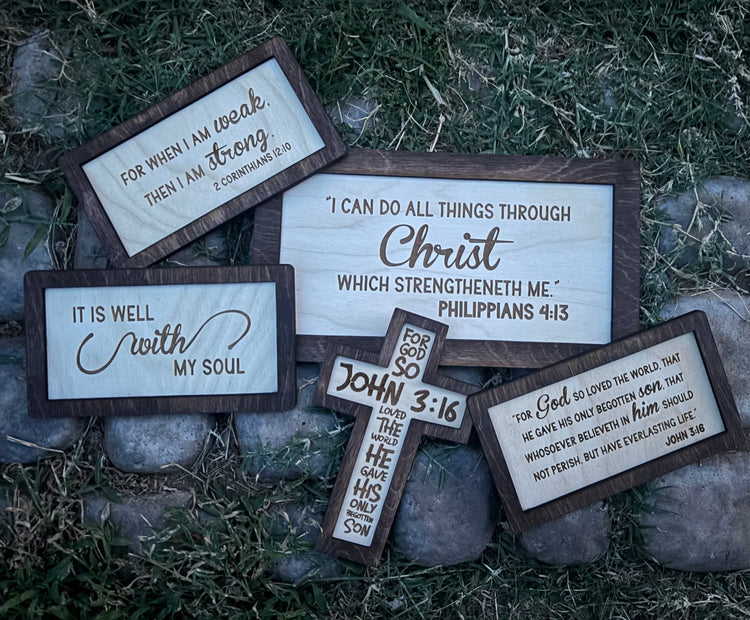 FOR WHEN I AM weak,
THEN I AM strong.
2 CORINTHIANS 12:10
"I CAN DO ALL THINGS THROUGH
Christ
WHICH STRENGTHENETH ME."
PHILIPPIANS 4:13
IT IS WELL
with
MY SOUL
FOR
GOD
SO
JOHN 3:16
LOVED
THE
WORLD
HE
GAVE
HIS
ONLY
BEGOTTEN
SON
"FOR God SO LOVED THE WORLD, THAT
HE GAVE HIS ONLY BEGOTTEN son, THAT
WHOSOEVER BELIEVETH IN him SHOULD
NOT PERISH, BUT HAVE EVERLASTING LIFE."
JOHN 3:16